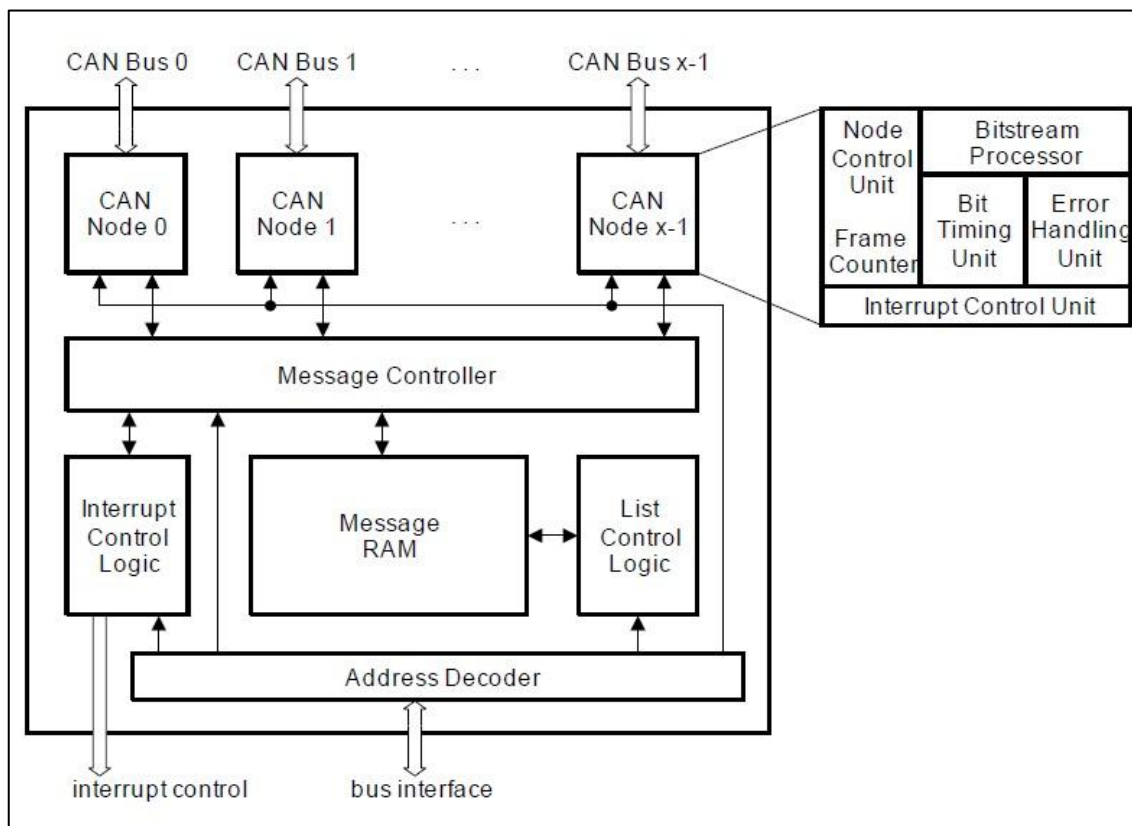 CAN Bus 0
CAN Bus 1
. . .
CAN Bus x-1
CAN
Node 0
CAN
Node 1
. . .
CAN
Node x-1
Node
Control
Unit
Frame
Counter
Bitstream
Processor
Bit
Timing
Unit
Error
Handling
Unit
Interrupt Control Unit
Message Controller
Interrupt
Control
Logic
Message
RAM
List
Control
Logic
Address Decoder
interrupt control
bus interface